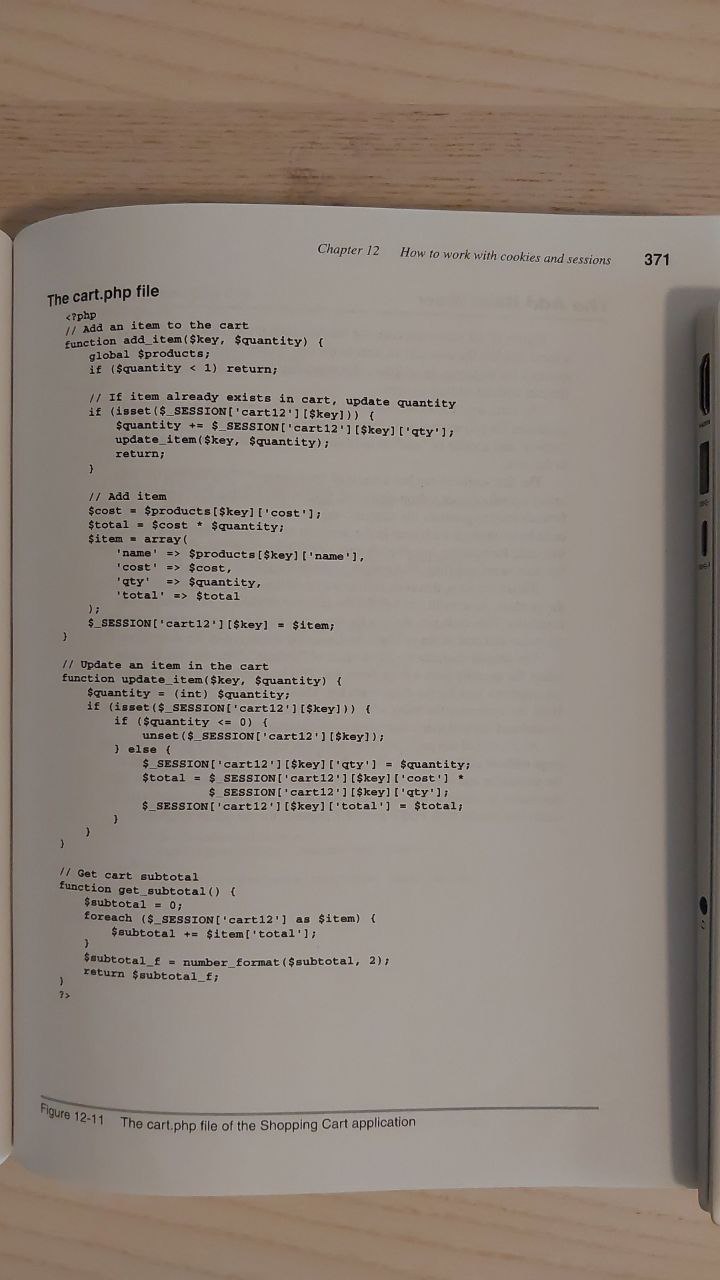 Chapter 12 How to work with cookies and sessions 371
The cart.php file
<?php
// Add an item to the cart
function add_item($key, $quantity) {
    global $products;
    if ($quantity < 1) return;

    // If item already exists in cart, update quantity
    if (isset($_SESSION['cart12'][$key])) {
        $quantity += $_SESSION['cart12'][$key]['qty'];
        update_item($key, $quantity);
        return;
    }

    // Add item
    $cost = $products[$key]['cost'];
    $total = $cost * $quantity;
    $item = array(
        'name' => $products[$key]['name'],
        'cost' => $cost,
        'qty'  => $quantity,
        'total' => $total
    );
    $_SESSION['cart12'][$key] = $item;
}

// Update an item in the cart
function update_item($key, $quantity) {
    $quantity = (int) $quantity;
    if (isset($_SESSION['cart12'][$key])) {
        if ($quantity <= 0) {
            unset($_SESSION['cart12'][$key]);
        } else {
            $_SESSION['cart12'][$key]['qty'] = $quantity;
            $total = $_SESSION['cart12'][$key]['cost'] *
                     $_SESSION['cart12'][$key]['qty'];
            $_SESSION['cart12'][$key]['total'] = $total;
        }
    }
}

// Get cart subtotal
function get_subtotal() {
    $subtotal = 0;
    foreach ($_SESSION['cart12'] as $item) {
        $subtotal += $item['total'];
    }
    $subtotal_f = number_format($subtotal, 2);
    return $subtotal_f;
}
?>
Figure 12-11 The cart.php file of the Shopping Cart application